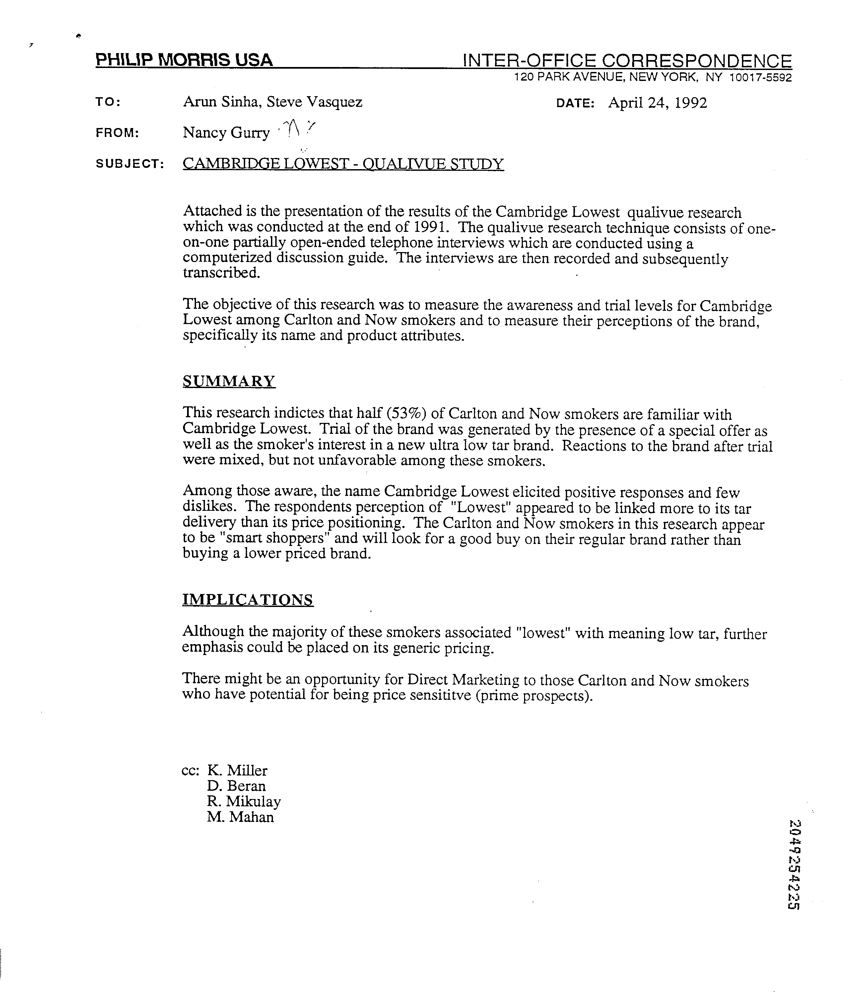 PHILIP MORRIS USA INTER-OFFICE CORRESPONDENCE
120 PARK AVENUE, NEW YORK, NY 10017-5592
TO: Arun Sinha, Steve Vasquez DATE: April 24, 1992
FROM: Nancy Gurry
SUBJECT: CAMBRIDGE LOWEST - QUALIVUE STUDY
Attached is the presentation of the results of the Cambridge Lowest qualivue research
which was conducted at the end of 1991. The qualivue research technique consists of one-
on-one partially open-ended telephone interviews which are conducted using a
computerized discussion guide. The interviews are then recorded and subsequently
transcribed.
The objective of this research was to measure the awareness and trial levels for Cambridge
Lowest among Carlton and Now smokers and to measure their perceptions of the brand,
specifically its name and product attributes.
SUMMARY
This research indictes that half (53%) of Carlton and Now smokers are familiar with
Cambridge Lowest. Trial of the brand was generated by the presence of a special offer as
well as the smoker's interest in a new ultra low tar brand. Reactions to the brand after trial
were mixed, but not unfavorable among these smokers.
Among those aware, the name Cambridge Lowest elicited positive responses and few
dislikes. The respondents perception of "Lowest" appeared to be linked more to its tar
delivery than its price positioning. The Carlton and Now smokers in this research appear
to be "smart shoppers" and will look for a good buy on their regular brand rather than
buying a lower priced brand.
IMPLICATIONS
Although the majority of these smokers associated "lowest" with meaning low tar, further
emphasis could be placed on its generic pricing.
There might be an opportunity for Direct Marketing to those Carlton and Now smokers
who have potential for being price sensititve (prime prospects).
cc: K. Miller
D. Beran
R. Mikulay
M. Mahan
2049254225